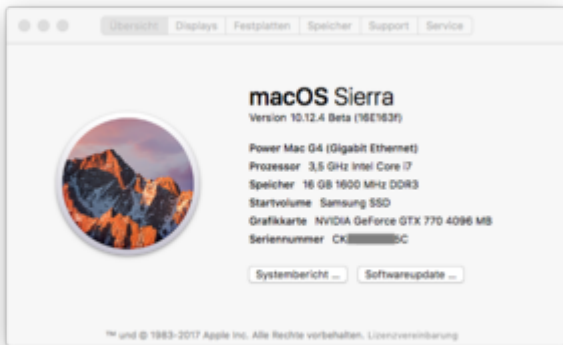 Übersicht Displays Festplatten Speicher Support Service
macOS Sierra
Version 10.12.4 Beta (16E163f)
Power Mac G4 (Gigabit Ethernet)
Prozessor 3,5 GHz Intel Core i7
Speicher 16 GB 1600 MHz DDR3
Startvolume Samsung SSD
Grafikkarte NVIDIA GeForce GTX 770 4096 MB
Seriennummer CK 5C
Systembericht ... Softwareupdate ...
™ und © 1983-2017 Apple Inc. Alle Rechte vorbehalten. Lizenzvereinbarung